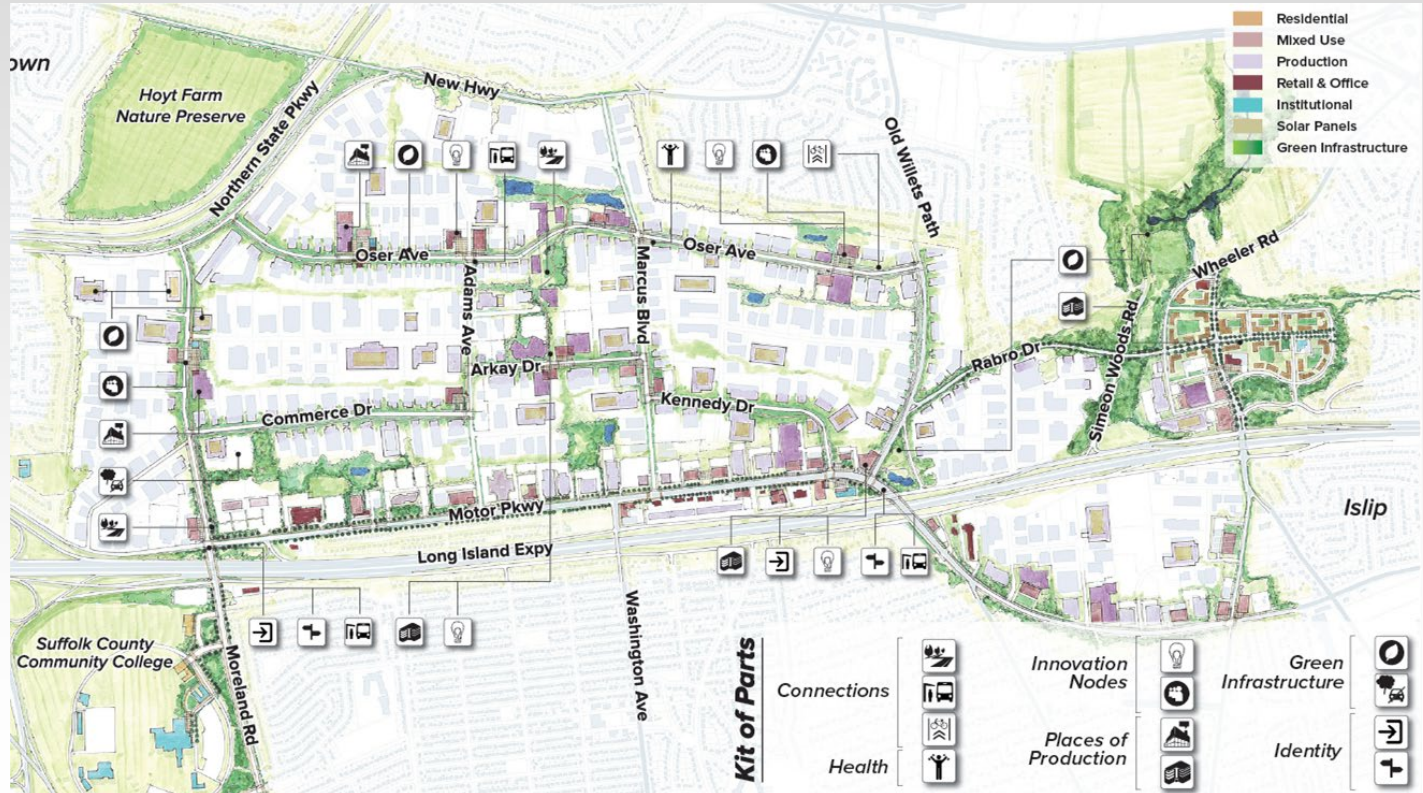 own
Hoyt Farm
Nature Preserve
Northern State Pkwy
New Hwy
Old Willets Path
Residential
Mixed Use
Production
Retail & Office
Institutional
Solar Panels
Green Infrastructure
Oser Ave
Adams Ave
Marcus Blvd
Oser Ave
Wheeler Rd
Simeon Woods Rd
Rabro Dr
Arkay Dr
Kennedy Dr
Commerce Dr
Motor Pkwy
Long Island Expy
Islip
Suffolk County
Community College
Moreland Rd
Washington Ave
Kit of Parts
Connections
Health
Innovation
Nodes
Places of
Production
Green
Infrastructure
Identity